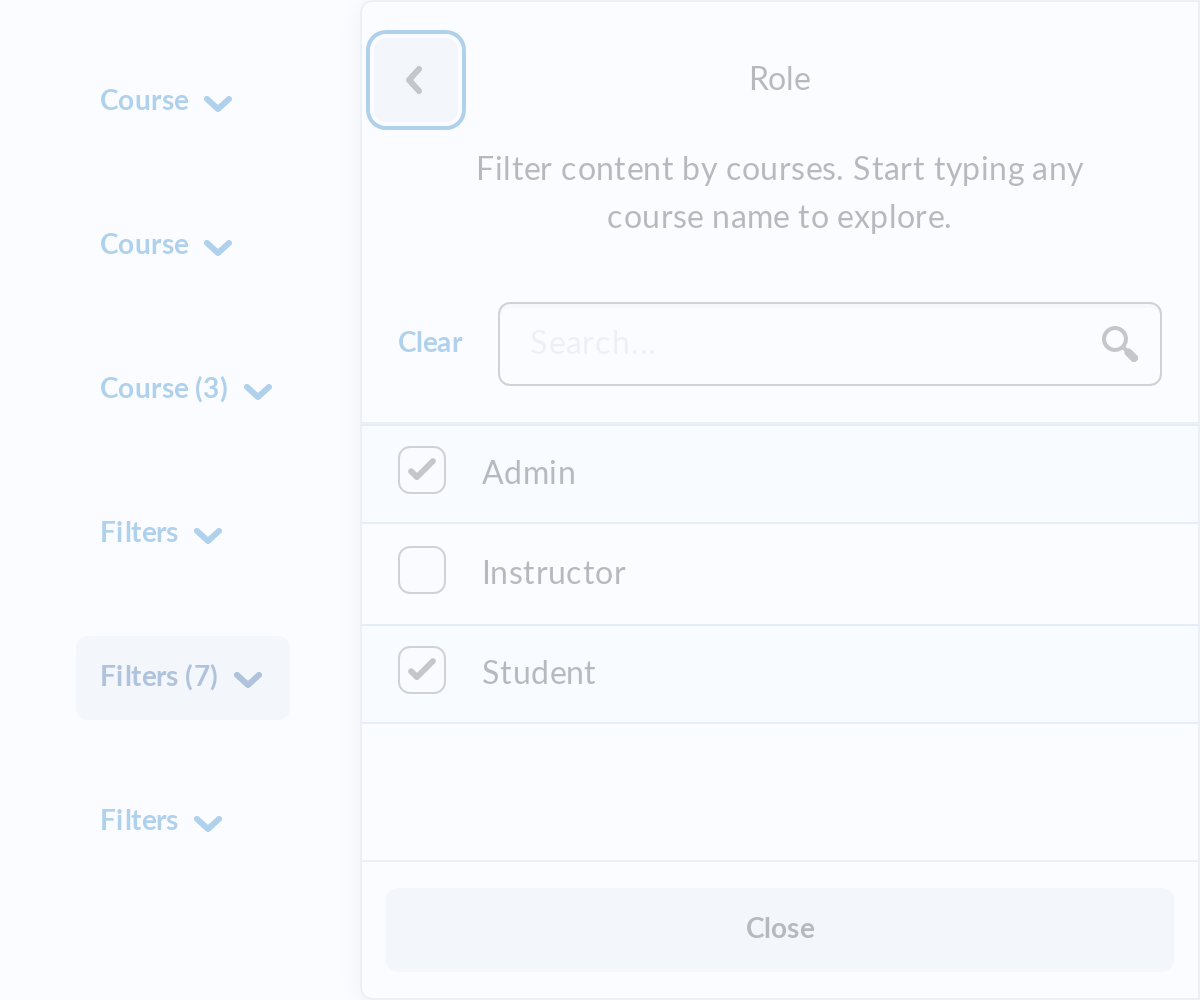 Course
Course
Course (3)
Filters
Filters (7)
Filters
Role
Filter content by courses. Start typing any
course name to explore.
Clear
Search...
Admin
Instructor
Student
Close